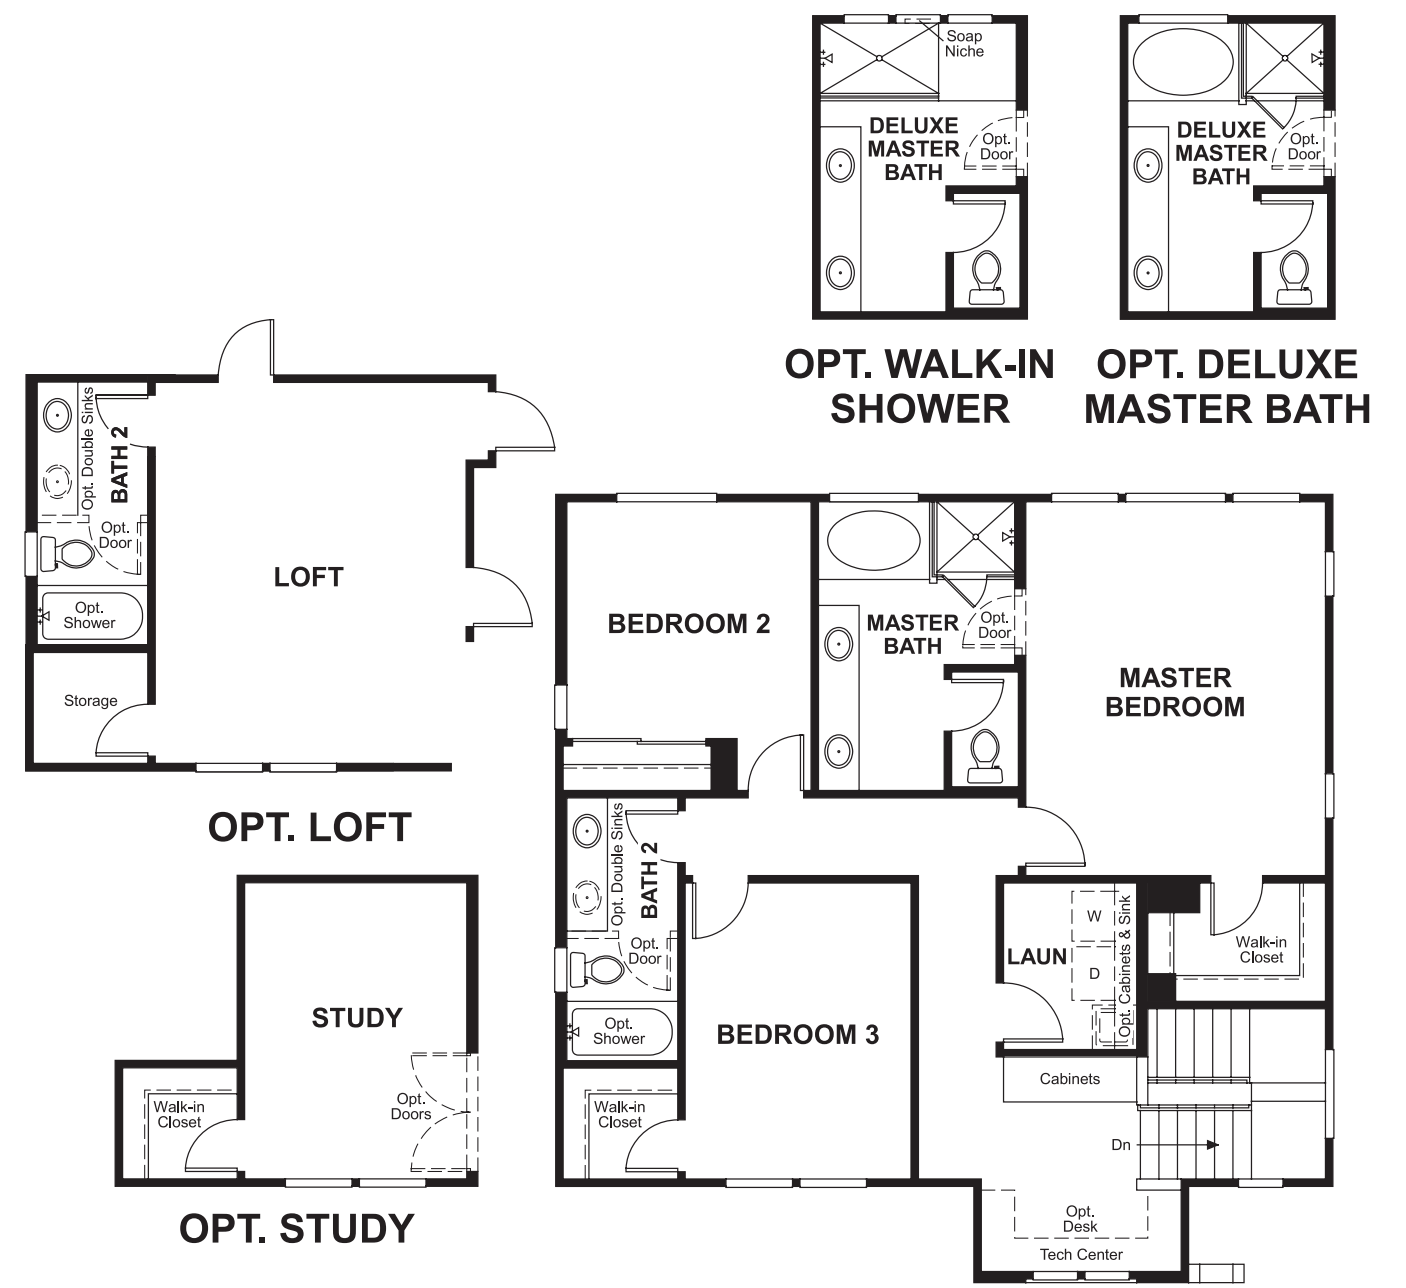 Soap
Niche
DELUXE
MASTER
BATH
Opt.
Door
OPT. WALK-IN
SHOWER
DELUXE
MASTER
BATH
Opt.
Door
OPT. DELUXE
MASTER BATH
Opt. Double Sinks
BATH 2
Opt.
Door
Opt.
Shower
LOFT
Storage
OPT. LOFT
STUDY
Walk-in
Closet
Opt.
Doors
OPT. STUDY
BEDROOM 2
MASTER
BATH
Opt.
Door
MASTER
BEDROOM
Opt. Double Sinks
BATH 2
Opt.
Door
Opt.
Shower
BEDROOM 3
Walk-in
Closet
LAUN
W
D
Opt. Cabinets & Sink
Walk-in
Closet
Cabinets
Dn
Opt.
Desk
Tech Center